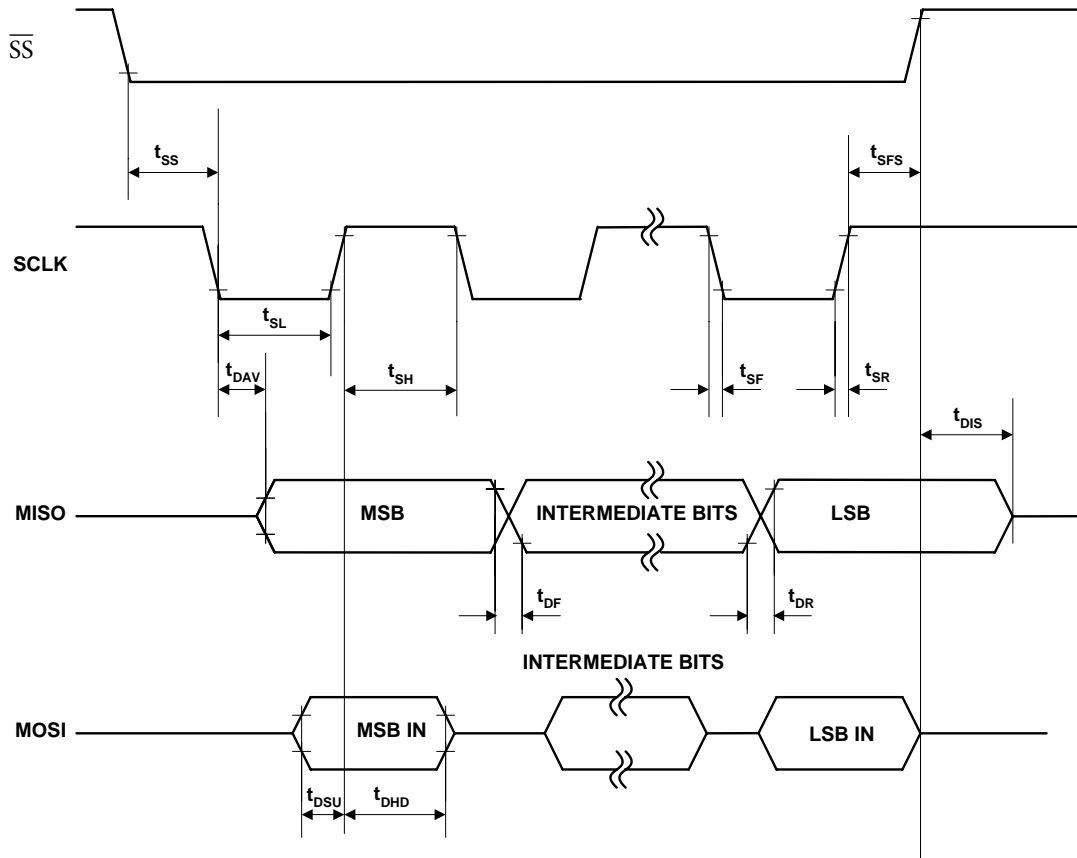 SS
tSS
tSFS
SCLK
tSL
tDAV
tSH
tSF
tSR
tDIS
MISO
MSB
INTERMEDIATE BITS
LSB
tDF
tDR
INTERMEDIATE BITS
MOSI
MSB IN
LSB IN
tDSU
tDHD